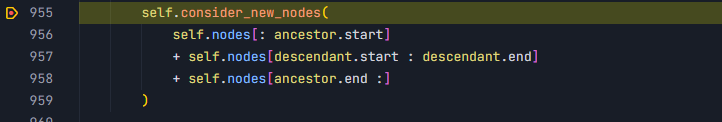 955 self.consider_new_nodes(
956 self.nodes[: ancestor.start]
957 + self.nodes[descendant.start : descendant.end]
958 + self.nodes[ancestor.end :]
959 )